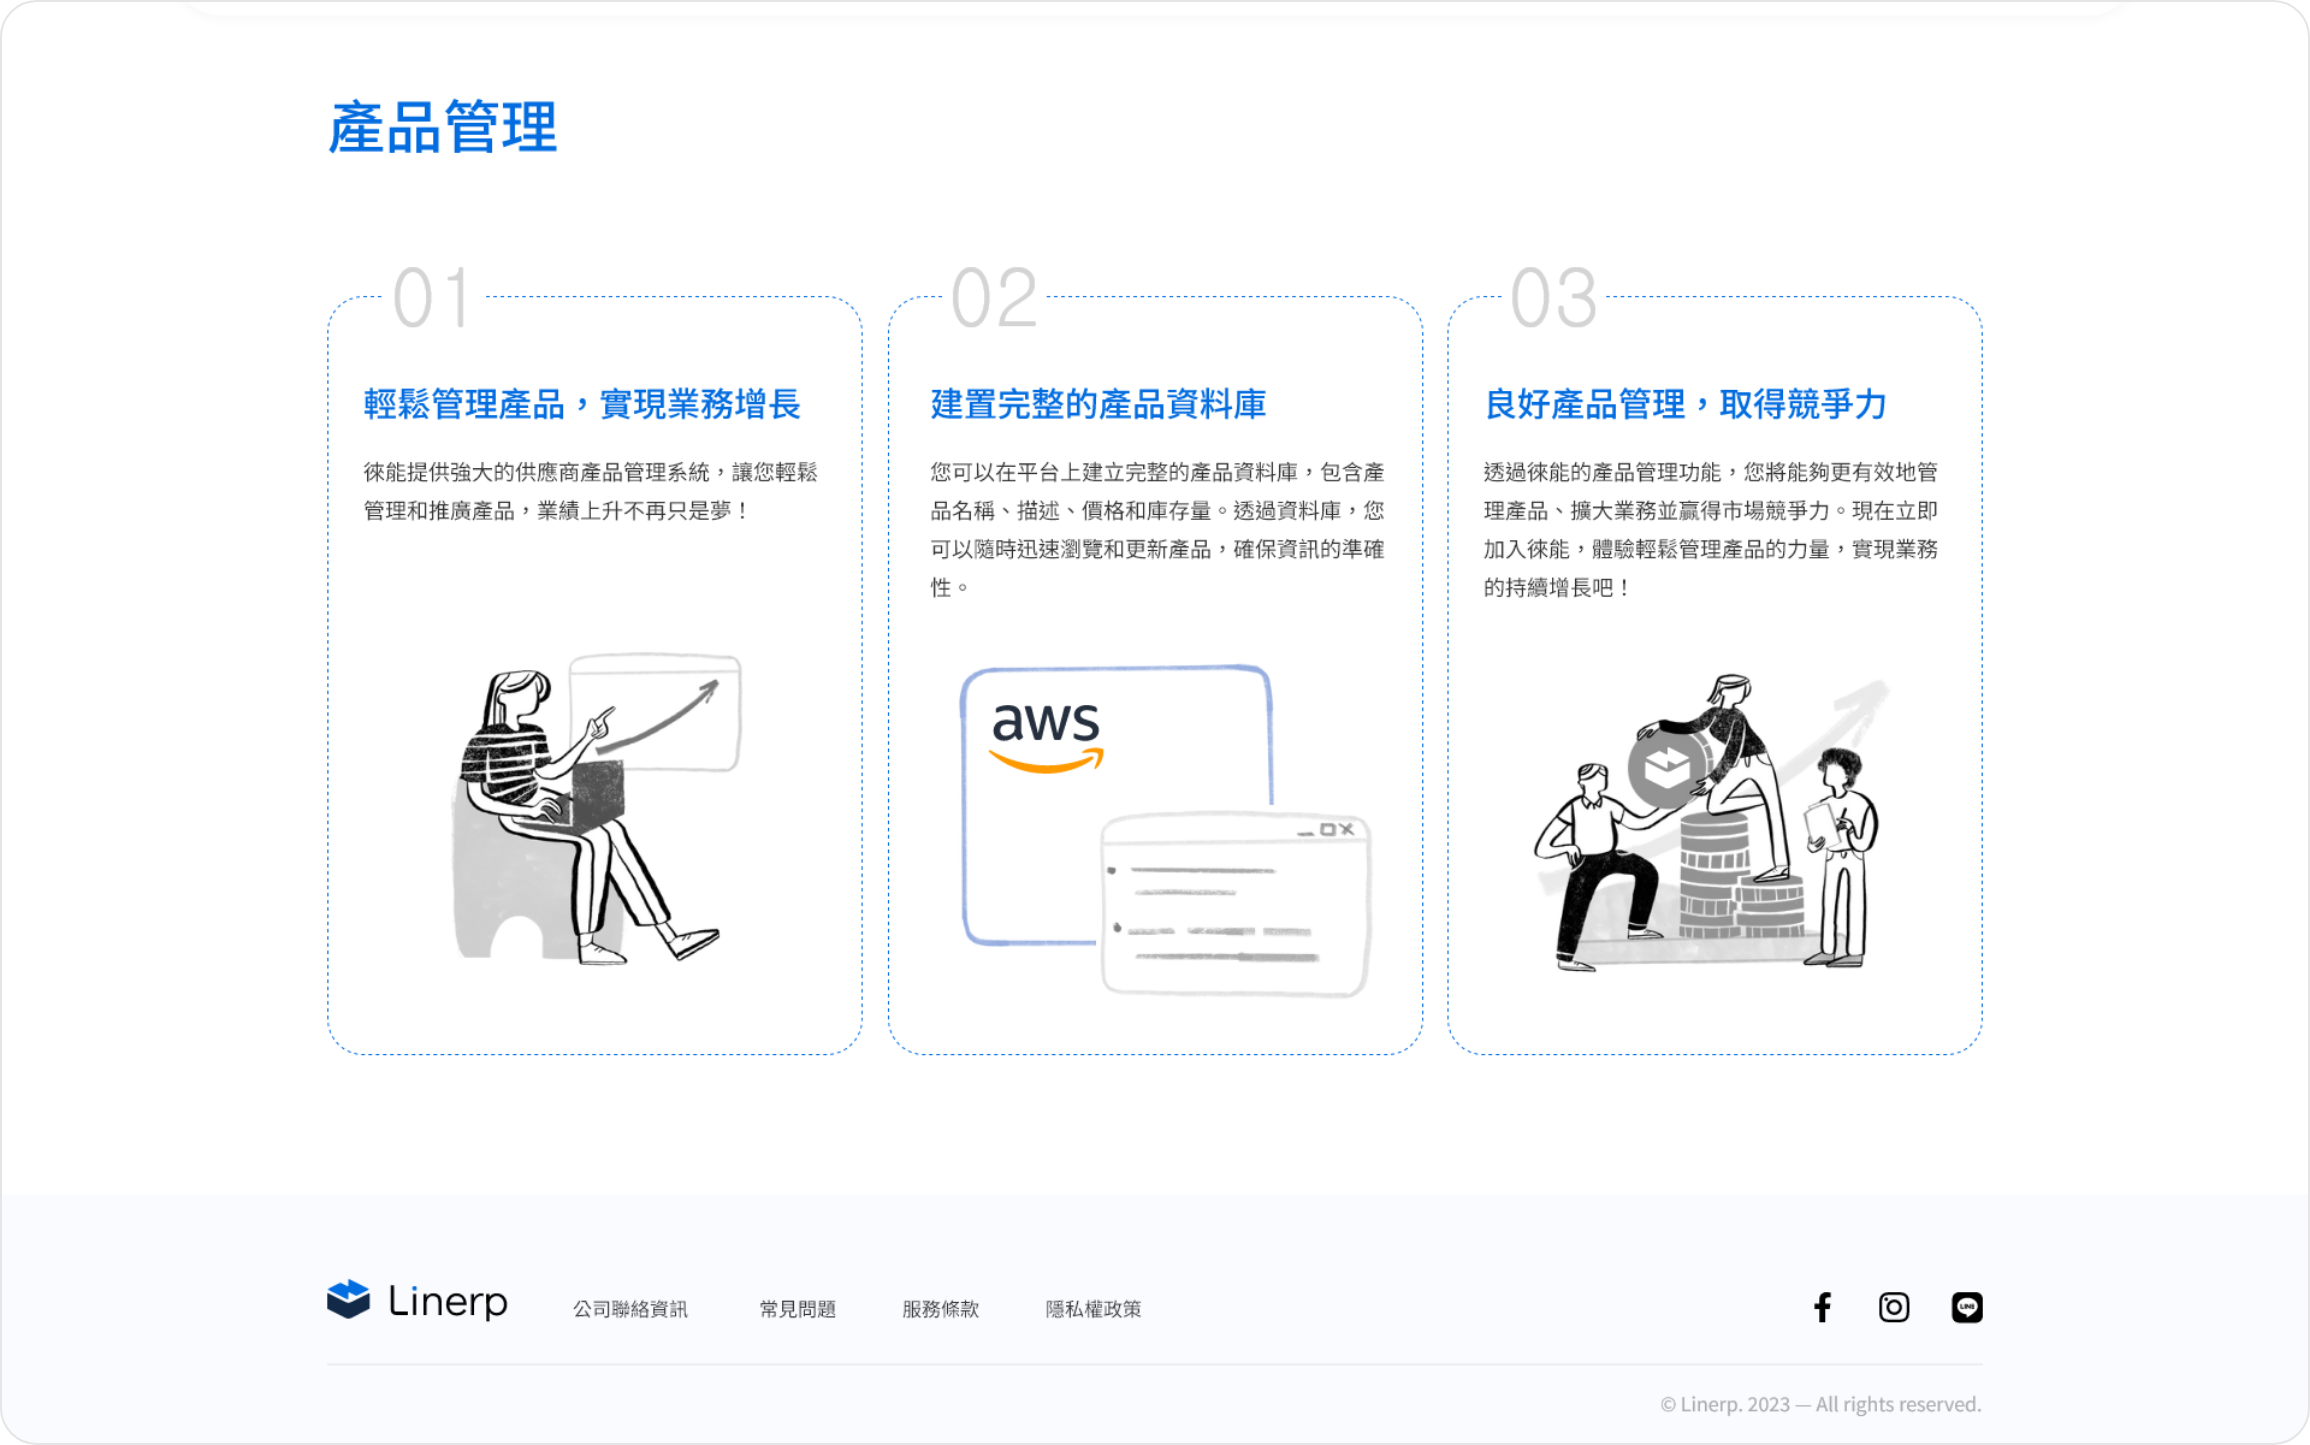 產品管理
01
輕鬆管理產品，實現業務增長
徠能提供強大的供應商產品管理系統，讓您輕鬆
管理和推廣產品，業績上升不再只是夢！
02
建置完整的產品資料庫
您可以在平台上建立完整的產品資料庫，包含產
品名稱、描述、價格和庫存量。透過資料庫，您
可以隨時迅速瀏覽和更新產品，確保資訊的準確
性。
aws
03
良好產品管理，取得競爭力
透過徠能的產品管理功能，您將能夠更有效地管
理產品、擴大業務並贏得市場競爭力。現在立即
加入徠能，體驗輕鬆管理產品的力量，實現業務
的持續增長吧！
Linerp
公司聯絡資訊
常見問題
服務條款
隱私權政策
LINE
© Linerp. 2023 — All rights reserved.